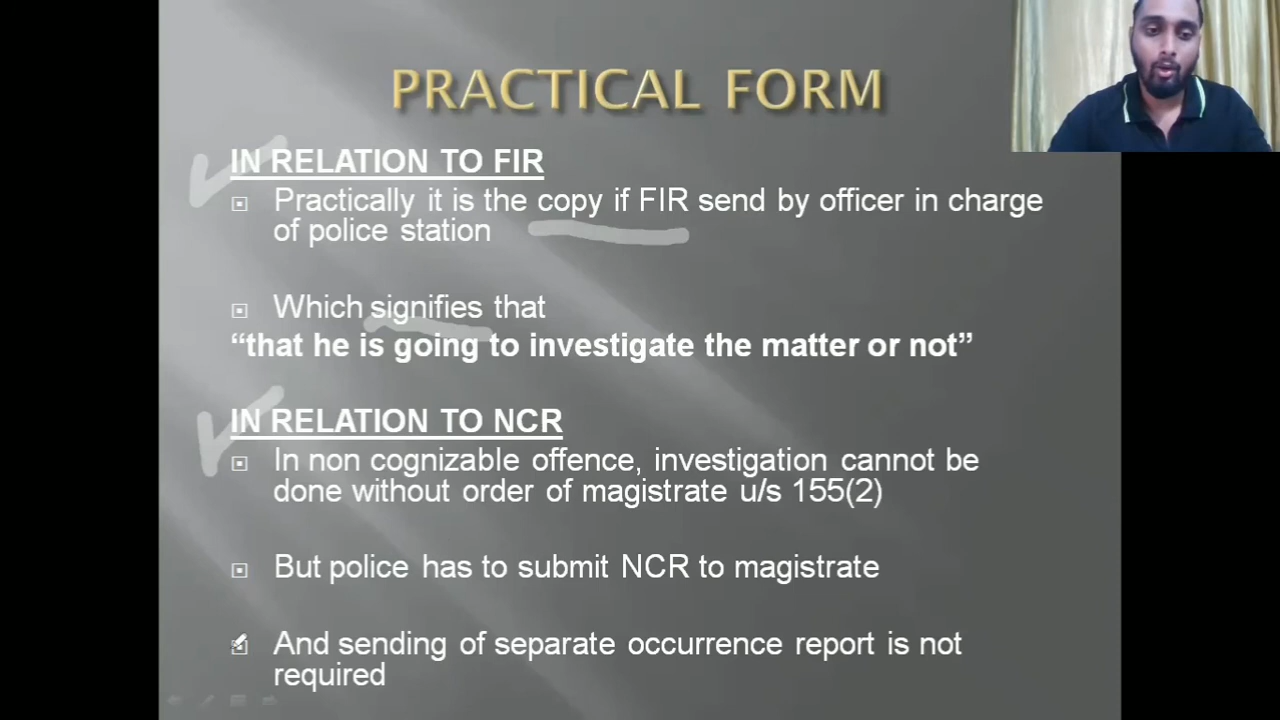 PRACTICAL FORM
IN RELATION TO FIR
Practically it is the copy if FIR send by officer in charge
of police station
Which signifies that
“that he is going to investigate the matter or not”
IN RELATION TO NCR
In non cognizable offence, investigation cannot be
done without order of magistrate u/s 155(2)
But police has to submit NCR to magistrate
And sending of separate occurrence report is not
required